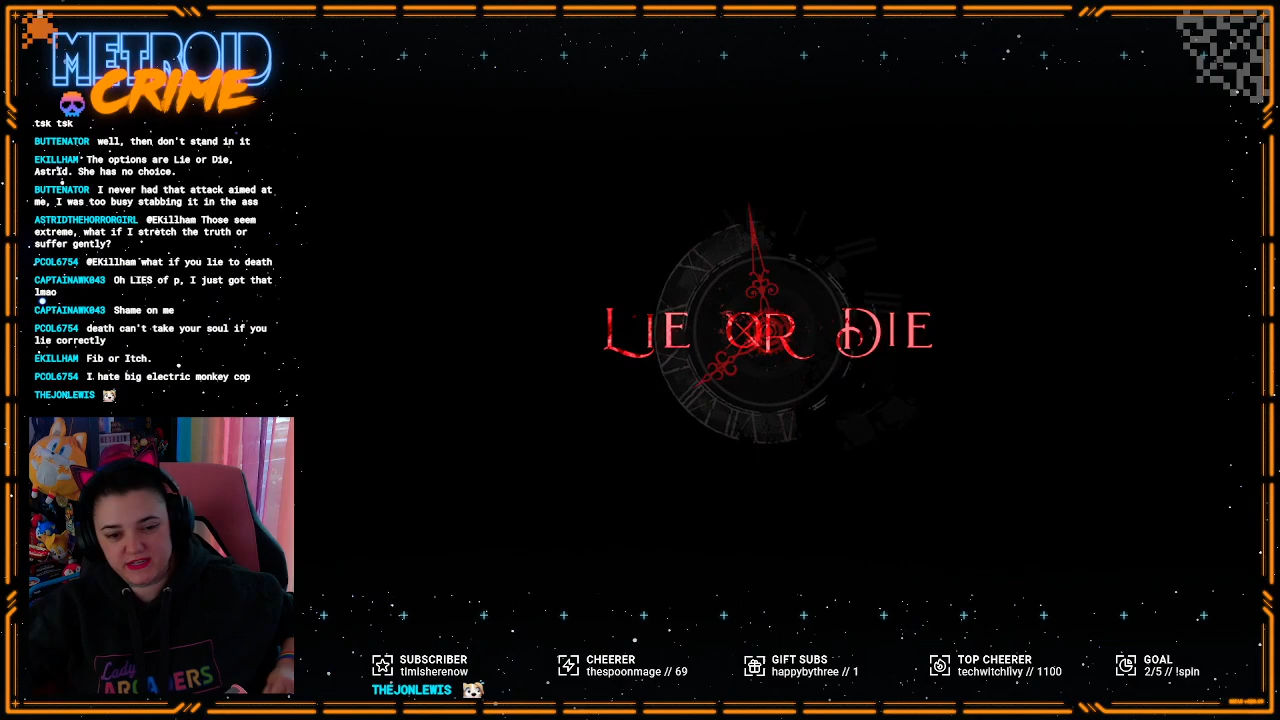 METROID
CRIME
tsk tsk
BUTTENATOR well, then don't stand in it
EKILLHAM The options are Lie or Die,
Astrid. She has no choice.
BUTTENATOR I never had that attack aimed at
me, I was too busy stabbing it in the ass
ASTRIDTHEHORRORGIRL @EKillham Those seem
extreme, what if I stretch the truth or
suffer gently?
PCOL6754 @EKillham what if you lie to death
CAPTAINAWK043 Oh LIES of p, I just got that
lmao
CAPTAINAWK043 Shame on me
PCOL6754 death can't take your soul if you
lie correctly
EKILLHAM Fib or Itch.
PCOL6754 I hate big electric monkey cop
THEJONLEWIS
LIE OR DIE
Lady
ARCADERS
SUBSCRIBER
timisherenow
CHEERER
thespoonmage // 69
GIFT SUBS
happybythree // 1
TOP CHEERER
techwitchlivy // 1100
GOAL
2/5 // !spin
THEJONLEWIS